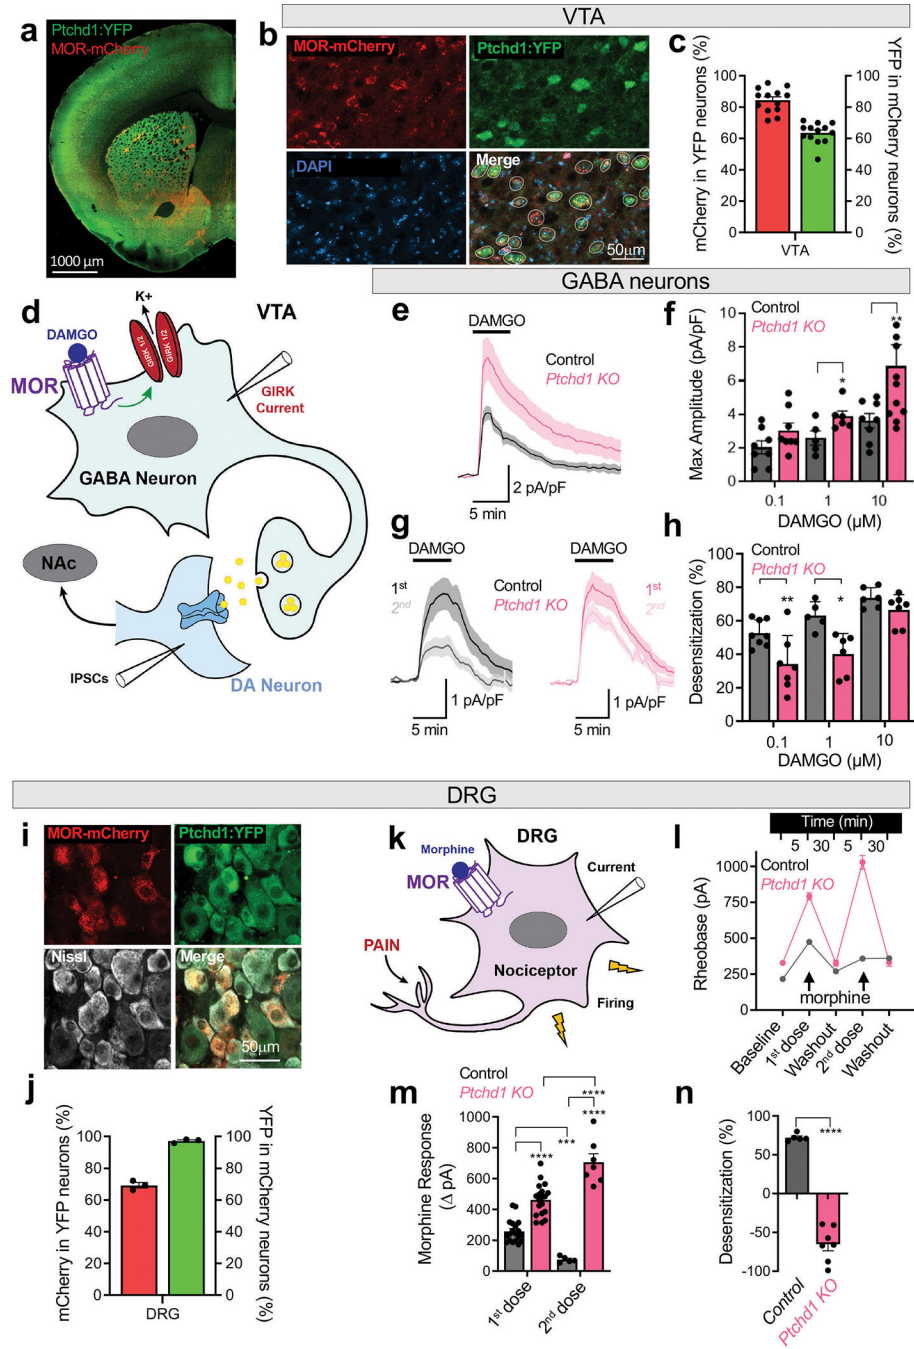 VTA
a
Ptchd1:YFP
MOR-mCherry
1000 µm
b
MOR-mCherry
Ptchd1:YFP
DAPI
Merge
50µm
c
mCherry in YFP neurons (%)
YFP in mCherry neurons (%)
100
80
60
40
20
0
100
80
60
40
20
0
VTA
GABA neurons
d
K+
VTA
DAMGO
GIRK 1/2
GIRK 1/2
MOR
GIRK
Current
GABA Neuron
NAc
IPSCs
DA Neuron
e
DAMGO
Control
Ptchd1 KO
2 pA/pF
5 min
f
Control
Ptchd1 KO
Max Amplitude (pA/pF)
10
8
6
4
2
0
*
**
0.1
1
10
DAMGO (µM)
g
DAMGO
DAMGO
1st
2nd
Control
Ptchd1 KO
1st
2nd
1 pA/pF
5 min
1 pA/pF
5 min
h
Control
Ptchd1 KO
Desensitization (%)
100
80
60
40
20
0
**
*
0.1
1
10
DAMGO (µM)
DRG
i
MOR-mCherry
Ptchd1:YFP
Nissl
Merge
50µm
j
mCherry in YFP neurons (%)
YFP in mCherry neurons (%)
100
80
60
40
20
0
100
80
60
40
20
0
DRG
k
DRG
Morphine
MOR
Current
PAIN
Nociceptor
Firing
l
Time (min)
5 30 5 30
Control
Ptchd1 KO
Rheobase (pA)
1000
750
500
250
0
morphine
Baseline
1st dose
Washout
2nd dose
Washout
m
Control
Ptchd1 KO
Morphine Response
(Δ pA)
1000
800
600
400
200
0
****
***
****
****
1st dose
2nd dose
n
Desensitization (%)
100
50
0
-50
-100
****
Control
Ptchd1 KO